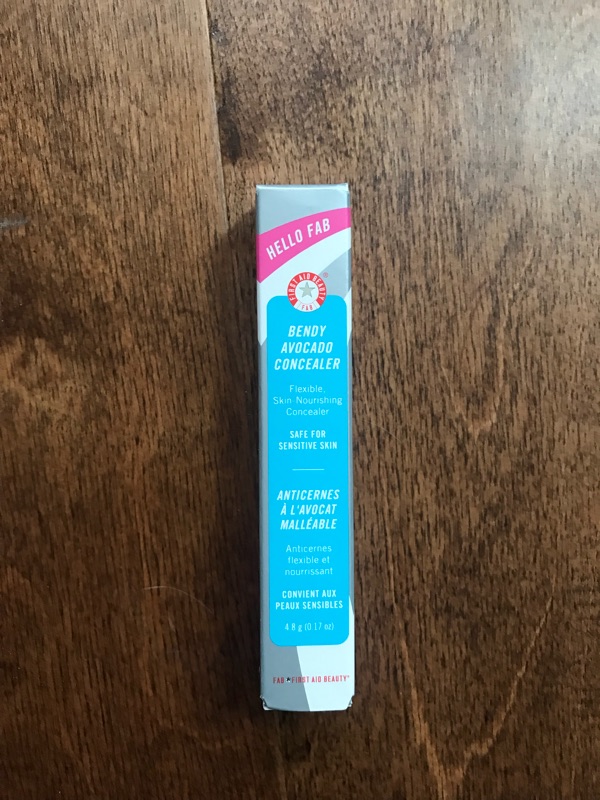 HELLO FAB
FIRST AID BEAUTY
FAB
®
BENDY
AVOCADO
CONCEALER
Flexible,
Skin-Nourishing
Concealer
SAFE FOR
SENSITIVE SKIN
ANTICERNES
À L'AVOCAT
MALLÉABLE
Anticernes
flexible et
nourrissant
CONVIENT AUX
PEAUX SENSIBLES
4.8 g (0.17 oz)
FAB FIRST AID BEAUTY